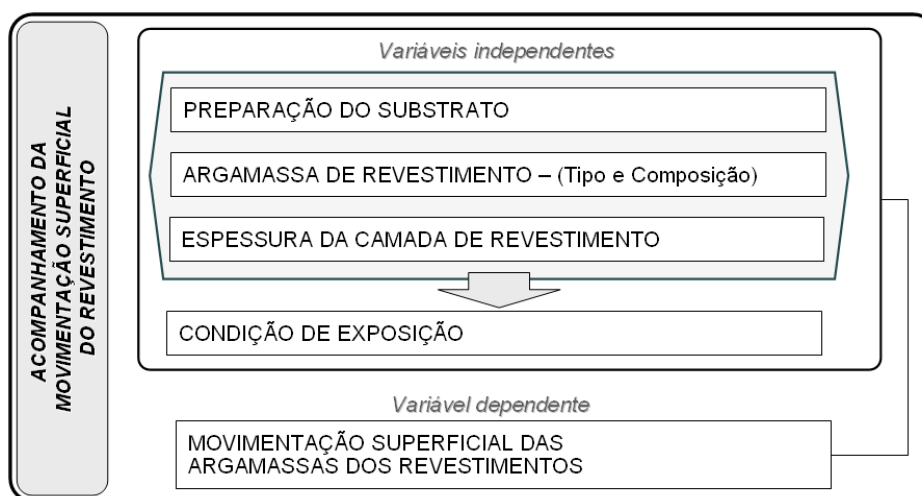 ACOMPANHAMENTO DA
MOVIMENTAÇÃO SUPERFICIAL
DO REVESTIMENTO
Variáveis independentes
PREPARAÇÃO DO SUBSTRATO
ARGAMASSA DE REVESTIMENTO – (Tipo e Composição)
ESPESSURA DA CAMADA DE REVESTIMENTO
CONDIÇÃO DE EXPOSIÇÃO
Variável dependente
MOVIMENTAÇÃO SUPERFICIAL DAS
ARGAMASSAS DOS REVESTIMENTOS